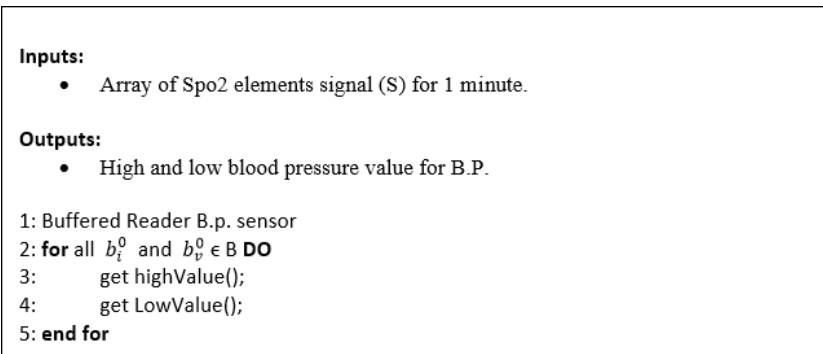 Inputs:
• Array of Spo2 elements signal (S) for 1 minute.
Outputs:
• High and low blood pressure value for B.P.
1: Buffered Reader B.p. sensor
2: for all b_i^0 and b_v^0 ϵ B DO
3: get highValue();
4: get LowValue();
5: end for